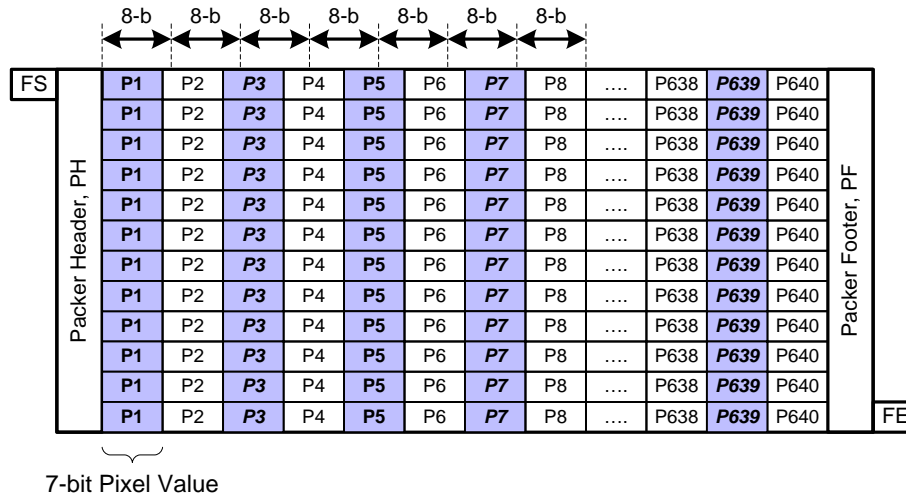 8-b 8-b 8-b 8-b 8-b 8-b 8-b
FS
Packer Header, PH
P1 P2 P3 P4 P5 P6 P7 P8 .... P638 P639 P640
P1 P2 P3 P4 P5 P6 P7 P8 .... P638 P639 P640
P1 P2 P3 P4 P5 P6 P7 P8 .... P638 P639 P640
P1 P2 P3 P4 P5 P6 P7 P8 .... P638 P639 P640
P1 P2 P3 P4 P5 P6 P7 P8 .... P638 P639 P640
P1 P2 P3 P4 P5 P6 P7 P8 .... P638 P639 P640
P1 P2 P3 P4 P5 P6 P7 P8 .... P638 P639 P640
P1 P2 P3 P4 P5 P6 P7 P8 .... P638 P639 P640
P1 P2 P3 P4 P5 P6 P7 P8 .... P638 P639 P640
P1 P2 P3 P4 P5 P6 P7 P8 .... P638 P639 P640
P1 P2 P3 P4 P5 P6 P7 P8 .... P638 P639 P640
P1 P2 P3 P4 P5 P6 P7 P8 .... P638 P639 P640
Packer Footer, PF
FE
7-bit Pixel Value